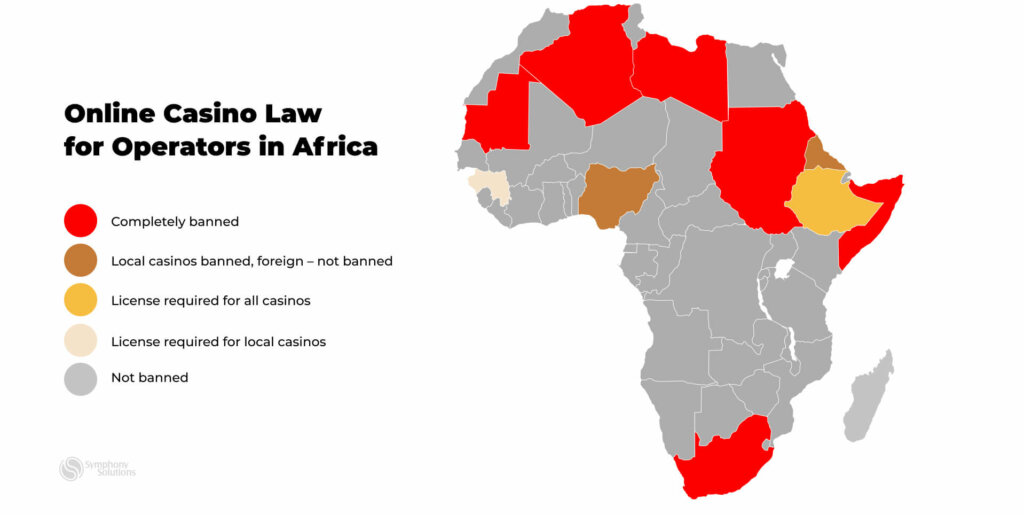 Online Casino Law
for Operators in Africa
Completely banned
Local casinos banned, foreign – not banned
License required for all casinos
License required for local casinos
Not banned
Symphony
Solutions